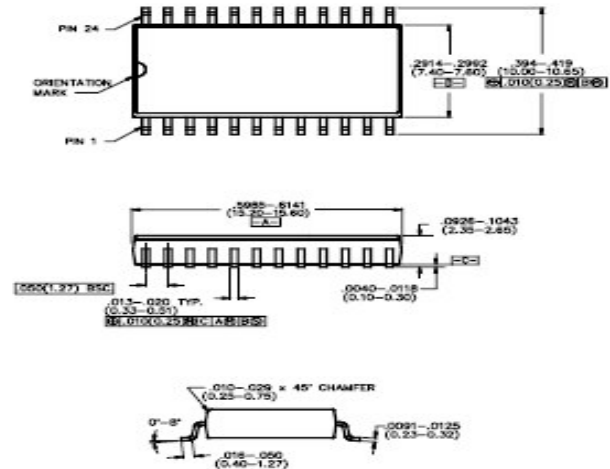 PIN 24
ORIENTATION
MARK
PIN 1
.2914-.2992
(7.40-7.60)
-B-
.394-.419
(10.00-10.65)
.010(0.25)Ⓜ B Ⓜ
.5985-.6141
(15.20-15.60)
-A-
.0926-.1043
(2.35-2.65)
-C-
.050(1.27) BSC
.0040-.0118
(0.10-0.30)
.013-.020 TYP.
(0.33-0.51)
.010(0.25)Ⓜ C A Ⓜ B Ⓢ
.010-.029 x 45° CHAMFER
(0.25-0.75)
0°-8°
.0091-.0125
(0.23-0.32)
.016-.050
(0.40-1.27)